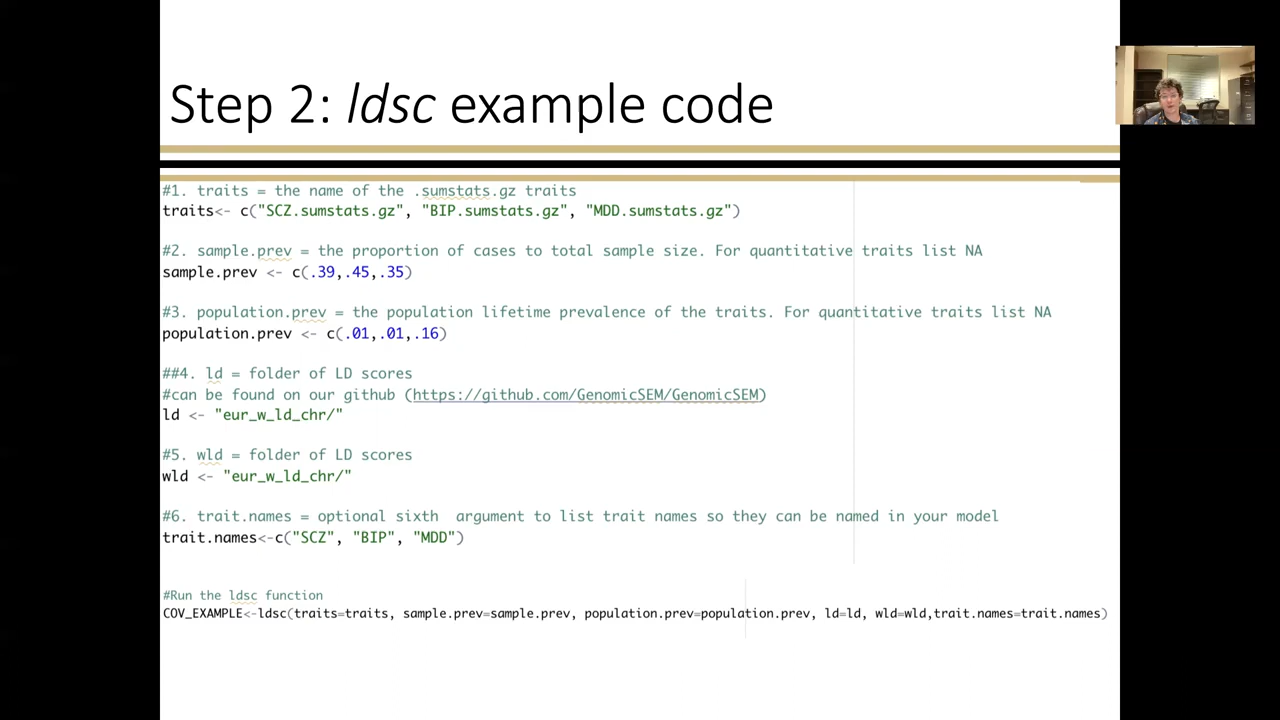 Step 2: ldsc example code
#1. traits = the name of the .sumstats.gz traits
traits<- c("SCZ.sumstats.gz", "BIP.sumstats.gz", "MDD.sumstats.gz")
#2. sample.prev = the proportion of cases to total sample size. For quantitative traits list NA
sample.prev <- c(.39,.45,.35)
#3. population.prev = the population lifetime prevalence of the traits. For quantitative traits list NA
population.prev <- c(.01,.01,.16)
##4. ld = folder of LD scores
#can be found on our github (https://github.com/GenomicSEM/GenomicSEM)
ld <- "eur_w_ld_chr/"
#5. wld = folder of LD scores
wld <- "eur_w_ld_chr/"
#6. trait.names = optional sixth  argument to list trait names so they can be named in your model
trait.names<-c("SCZ", "BIP", "MDD")
#Run the ldsc function
COV_EXAMPLE<-ldsc(traits=traits, sample.prev=sample.prev, population.prev=population.prev, ld=ld, wld=wld,trait.names=trait.names)